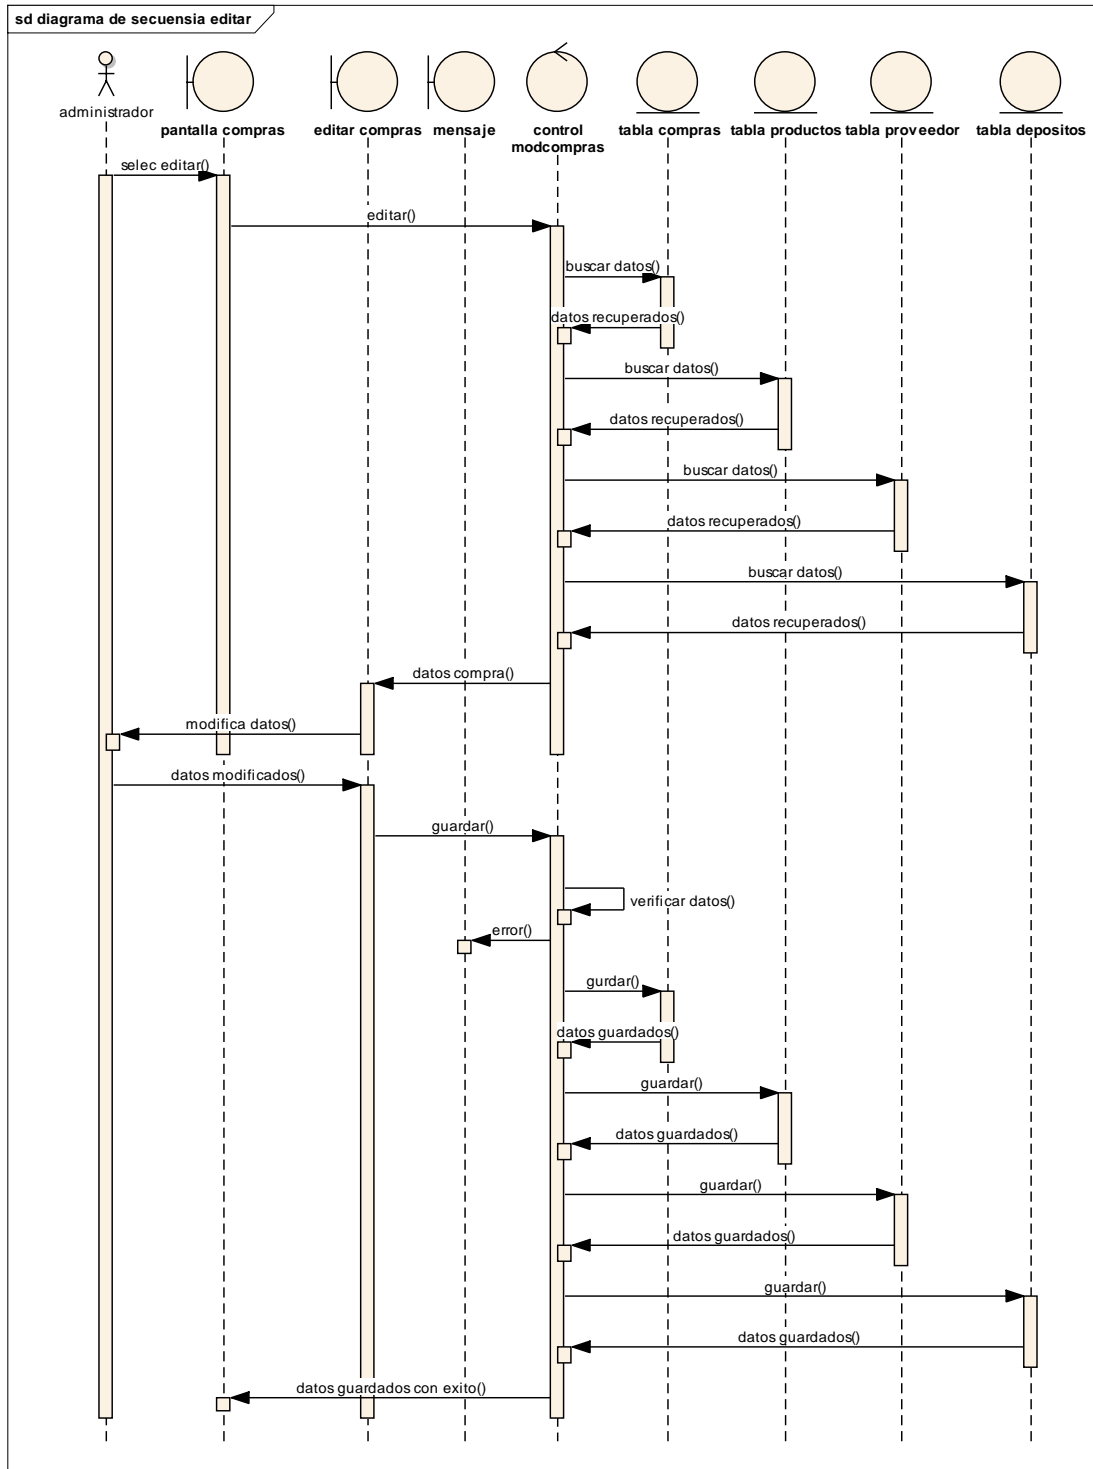 sd diagrama de secuensia editar
administrador
pantalla compras
editar compras
mensaje
control
modcompras
tabla compras
tabla productos
tabla proveedor
tabla depositos
selec editar()
editar()
buscar datos()
datos recuperados()
buscar datos()
datos recuperados()
buscar datos()
datos recuperados()
buscar datos()
datos recuperados()
datos compra()
modifica datos()
datos modificados()
guardar()
verificar datos()
error()
gurdar()
datos guardados()
guardar()
datos guardados()
guardar()
datos guardados()
guardar()
datos guardados()
datos guardados con exito()